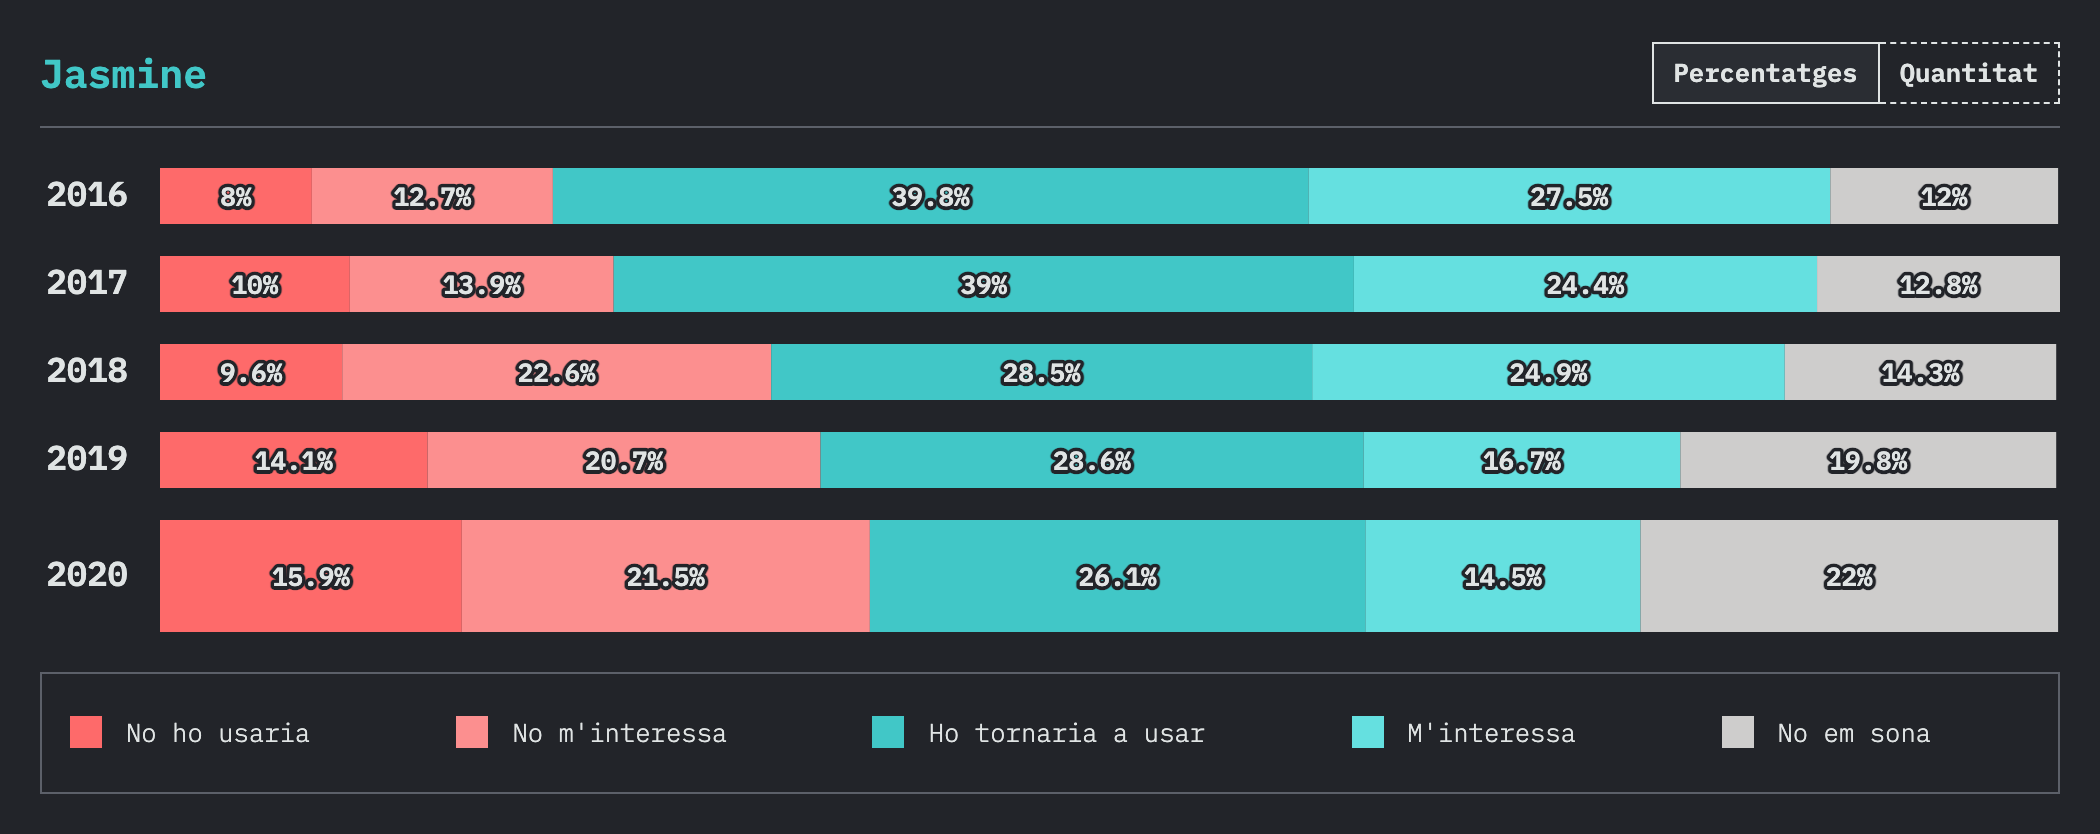 Jasmine
Percentatges Quantitat
2016 8% 12.7% 39.8% 27.5% 12%
2017 10% 13.9% 39% 24.4% 12.8%
2018 9.6% 22.6% 28.5% 24.9% 14.3%
2019 14.1% 20.7% 28.6% 16.7% 19.8%
2020 15.9% 21.5% 26.1% 14.5% 22%
No ho usaria No m'interessa Ho tornaria a usar M'interessa No em sona